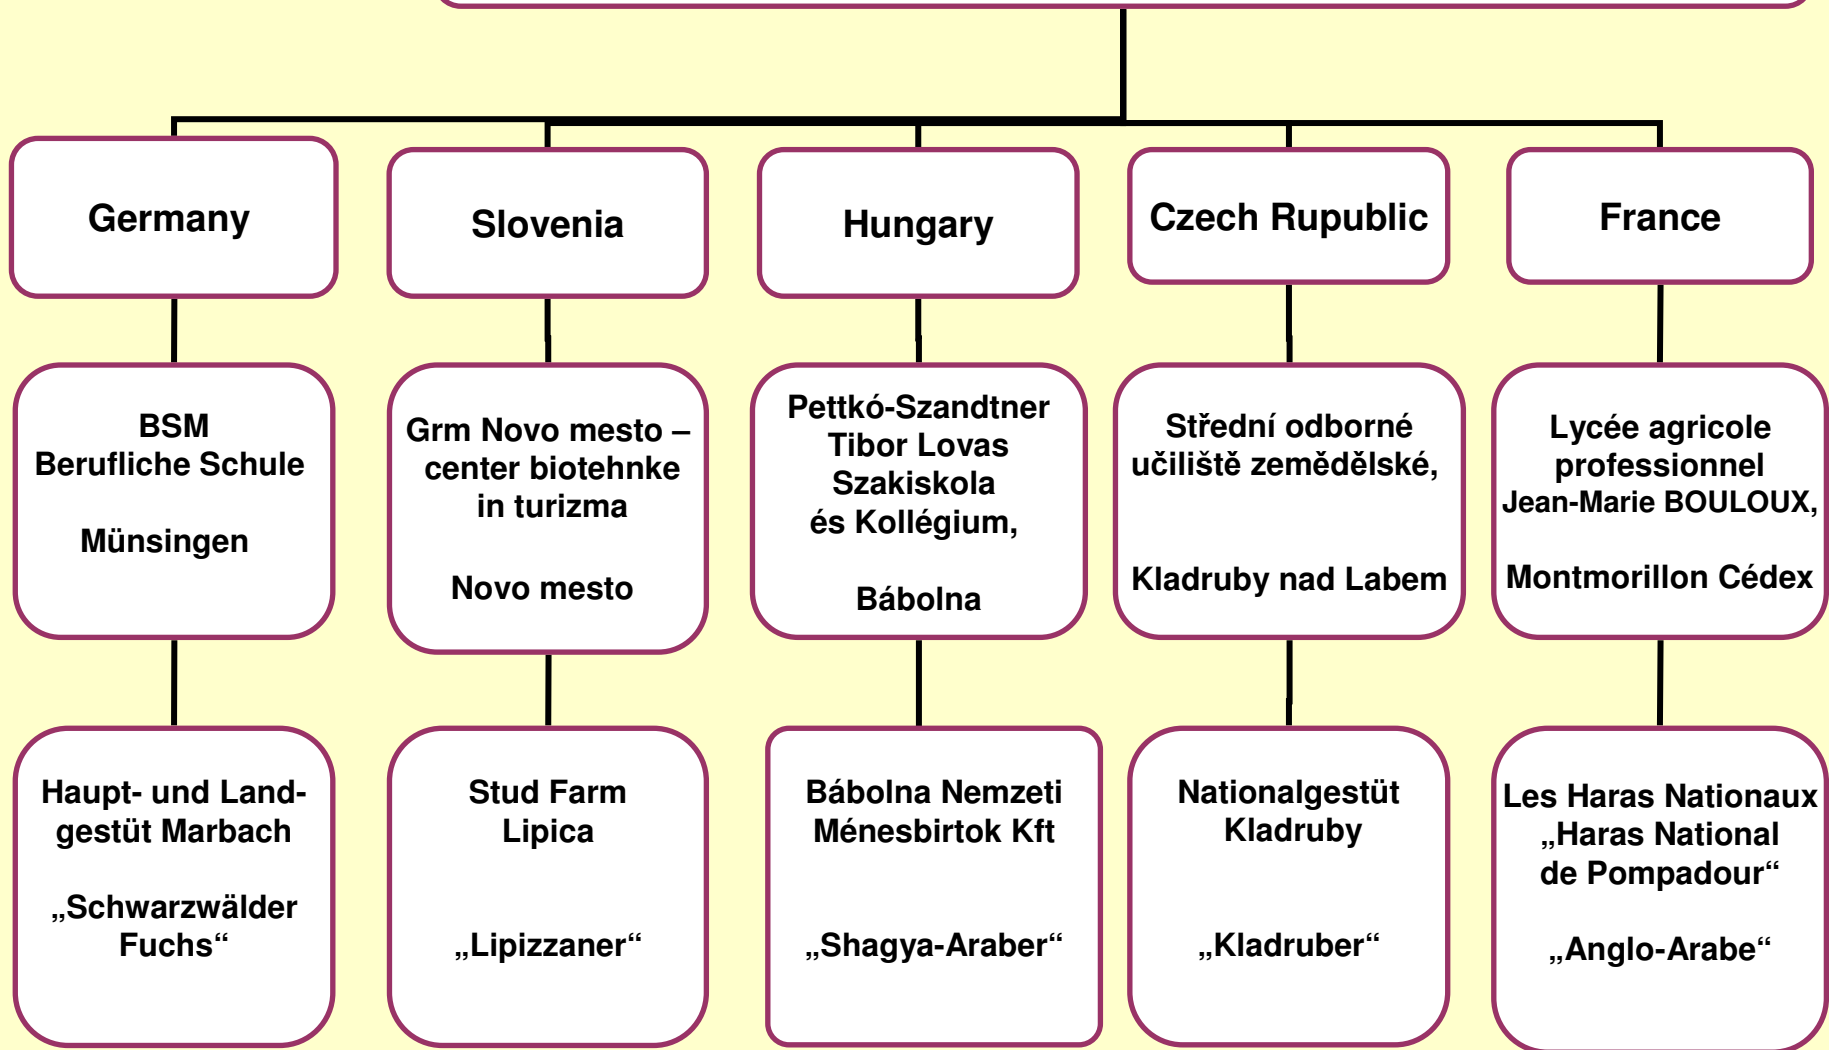 Germany
Slovenia
Hungary
Czech Rupublic
France
BSM
Berufliche Schule
Münsingen
Grm Novo mesto –
center biotehnke
in turizma
Novo mesto
Pettkó-Szandtner
Tibor Lovas
Szakiskola
és Kollégium,
Bábolna
Střední odborné
učiliště zemědělské,
Kladruby nad Labem
Lycée agricole
professionnel
Jean-Marie BOULOUX,
Montmorillon Cédex
Haupt- und Land-
gestüt Marbach
„Schwarzwälder
Fuchs“
Stud Farm
Lipica
„Lipizzaner“
Bábolna Nemzeti
Ménesbirtok Kft
„Shagya-Araber“
Nationalgestüt
Kladruby
„Kladruber“
Les Haras Nationaux
„Haras National
de Pompadour“
„Anglo-Arabe“